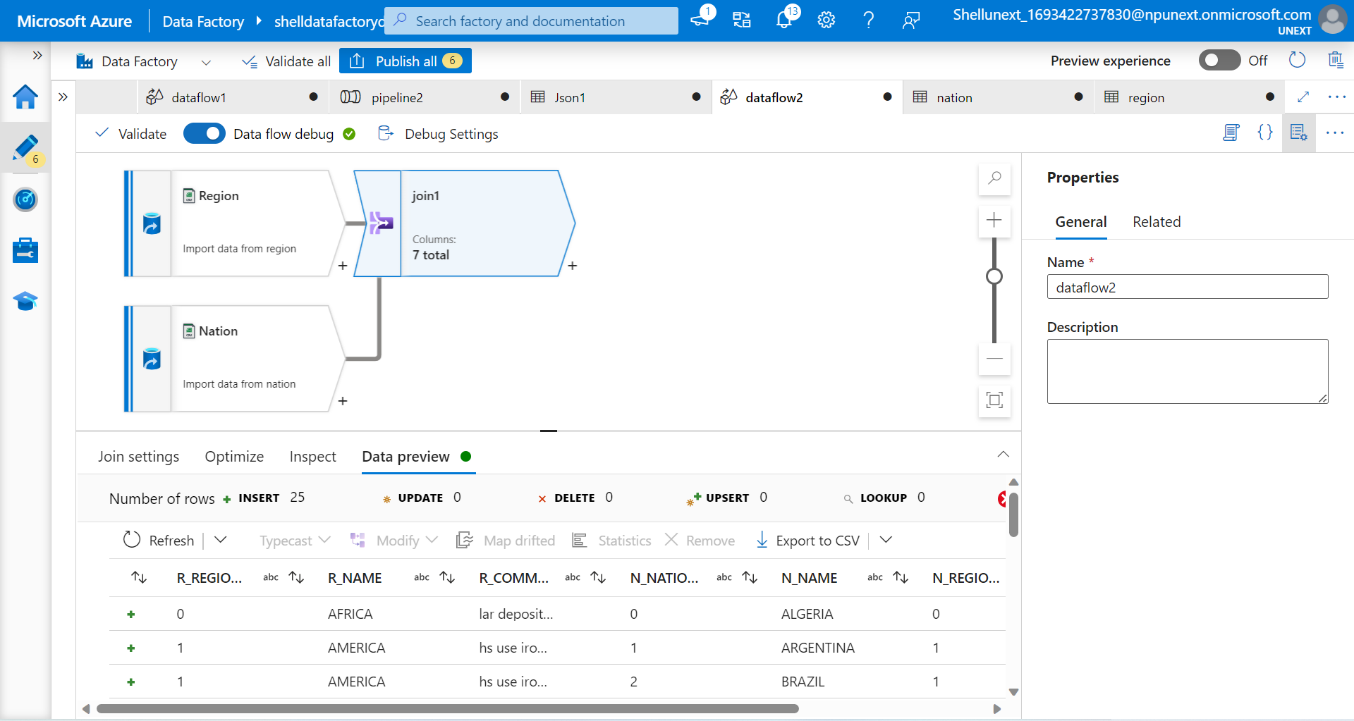 Microsoft Azure Data Factory shelldatafactoryd Search factory and documentation 1 13 Shellunext_1693422737830@npunext.onmicrosoft.com
UNEXT
Data Factory Validate all Publish all 6 Preview experience Off
dataflow1 pipeline2 Json1 dataflow2 nation region
6
Validate Data flow debug Debug Settings
Region
Import data from region
join1
Columns:
7 total
Nation
Import data from nation
Properties
General Related
Name *
dataflow2
Description
Join settings Optimize Inspect Data preview
Number of rows INSERT 25 UPDATE 0 DELETE 0 UPSERT 0 LOOKUP 0
Refresh Typecast Modify Map drifted Statistics Remove Export to CSV
R_REGIO... abc R_NAME abc R_COMM... abc N_NATIO... abc N_NAME abc N_REGIO...
0 AFRICA lar deposit... 0 ALGERIA 0
1 AMERICA hs use iro... 1 ARGENTINA 1
1 AMERICA hs use iro... 2 BRAZIL 1